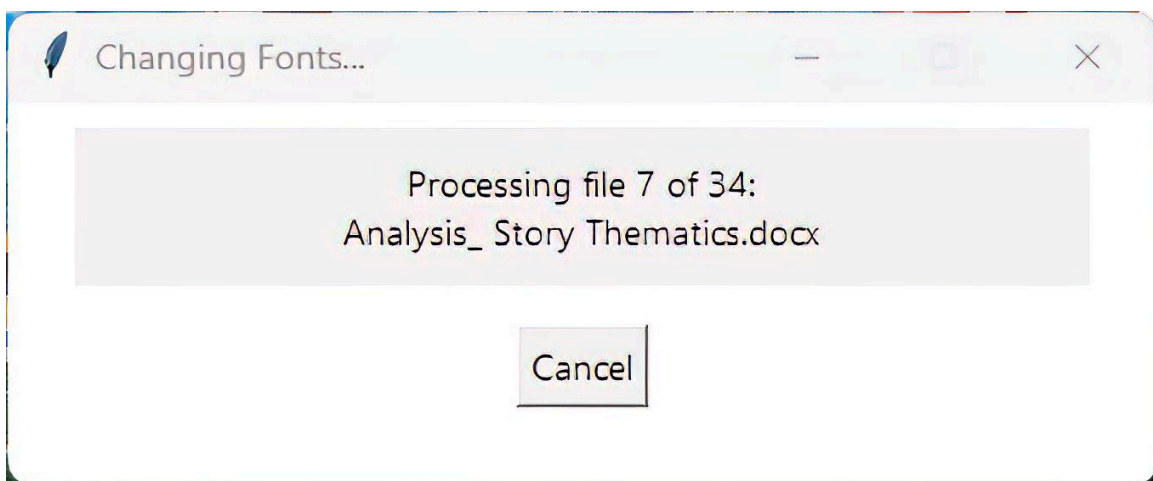 Changing Fonts...
Processing file 7 of 34:
Analysis_ Story Thematics.docx
Cancel